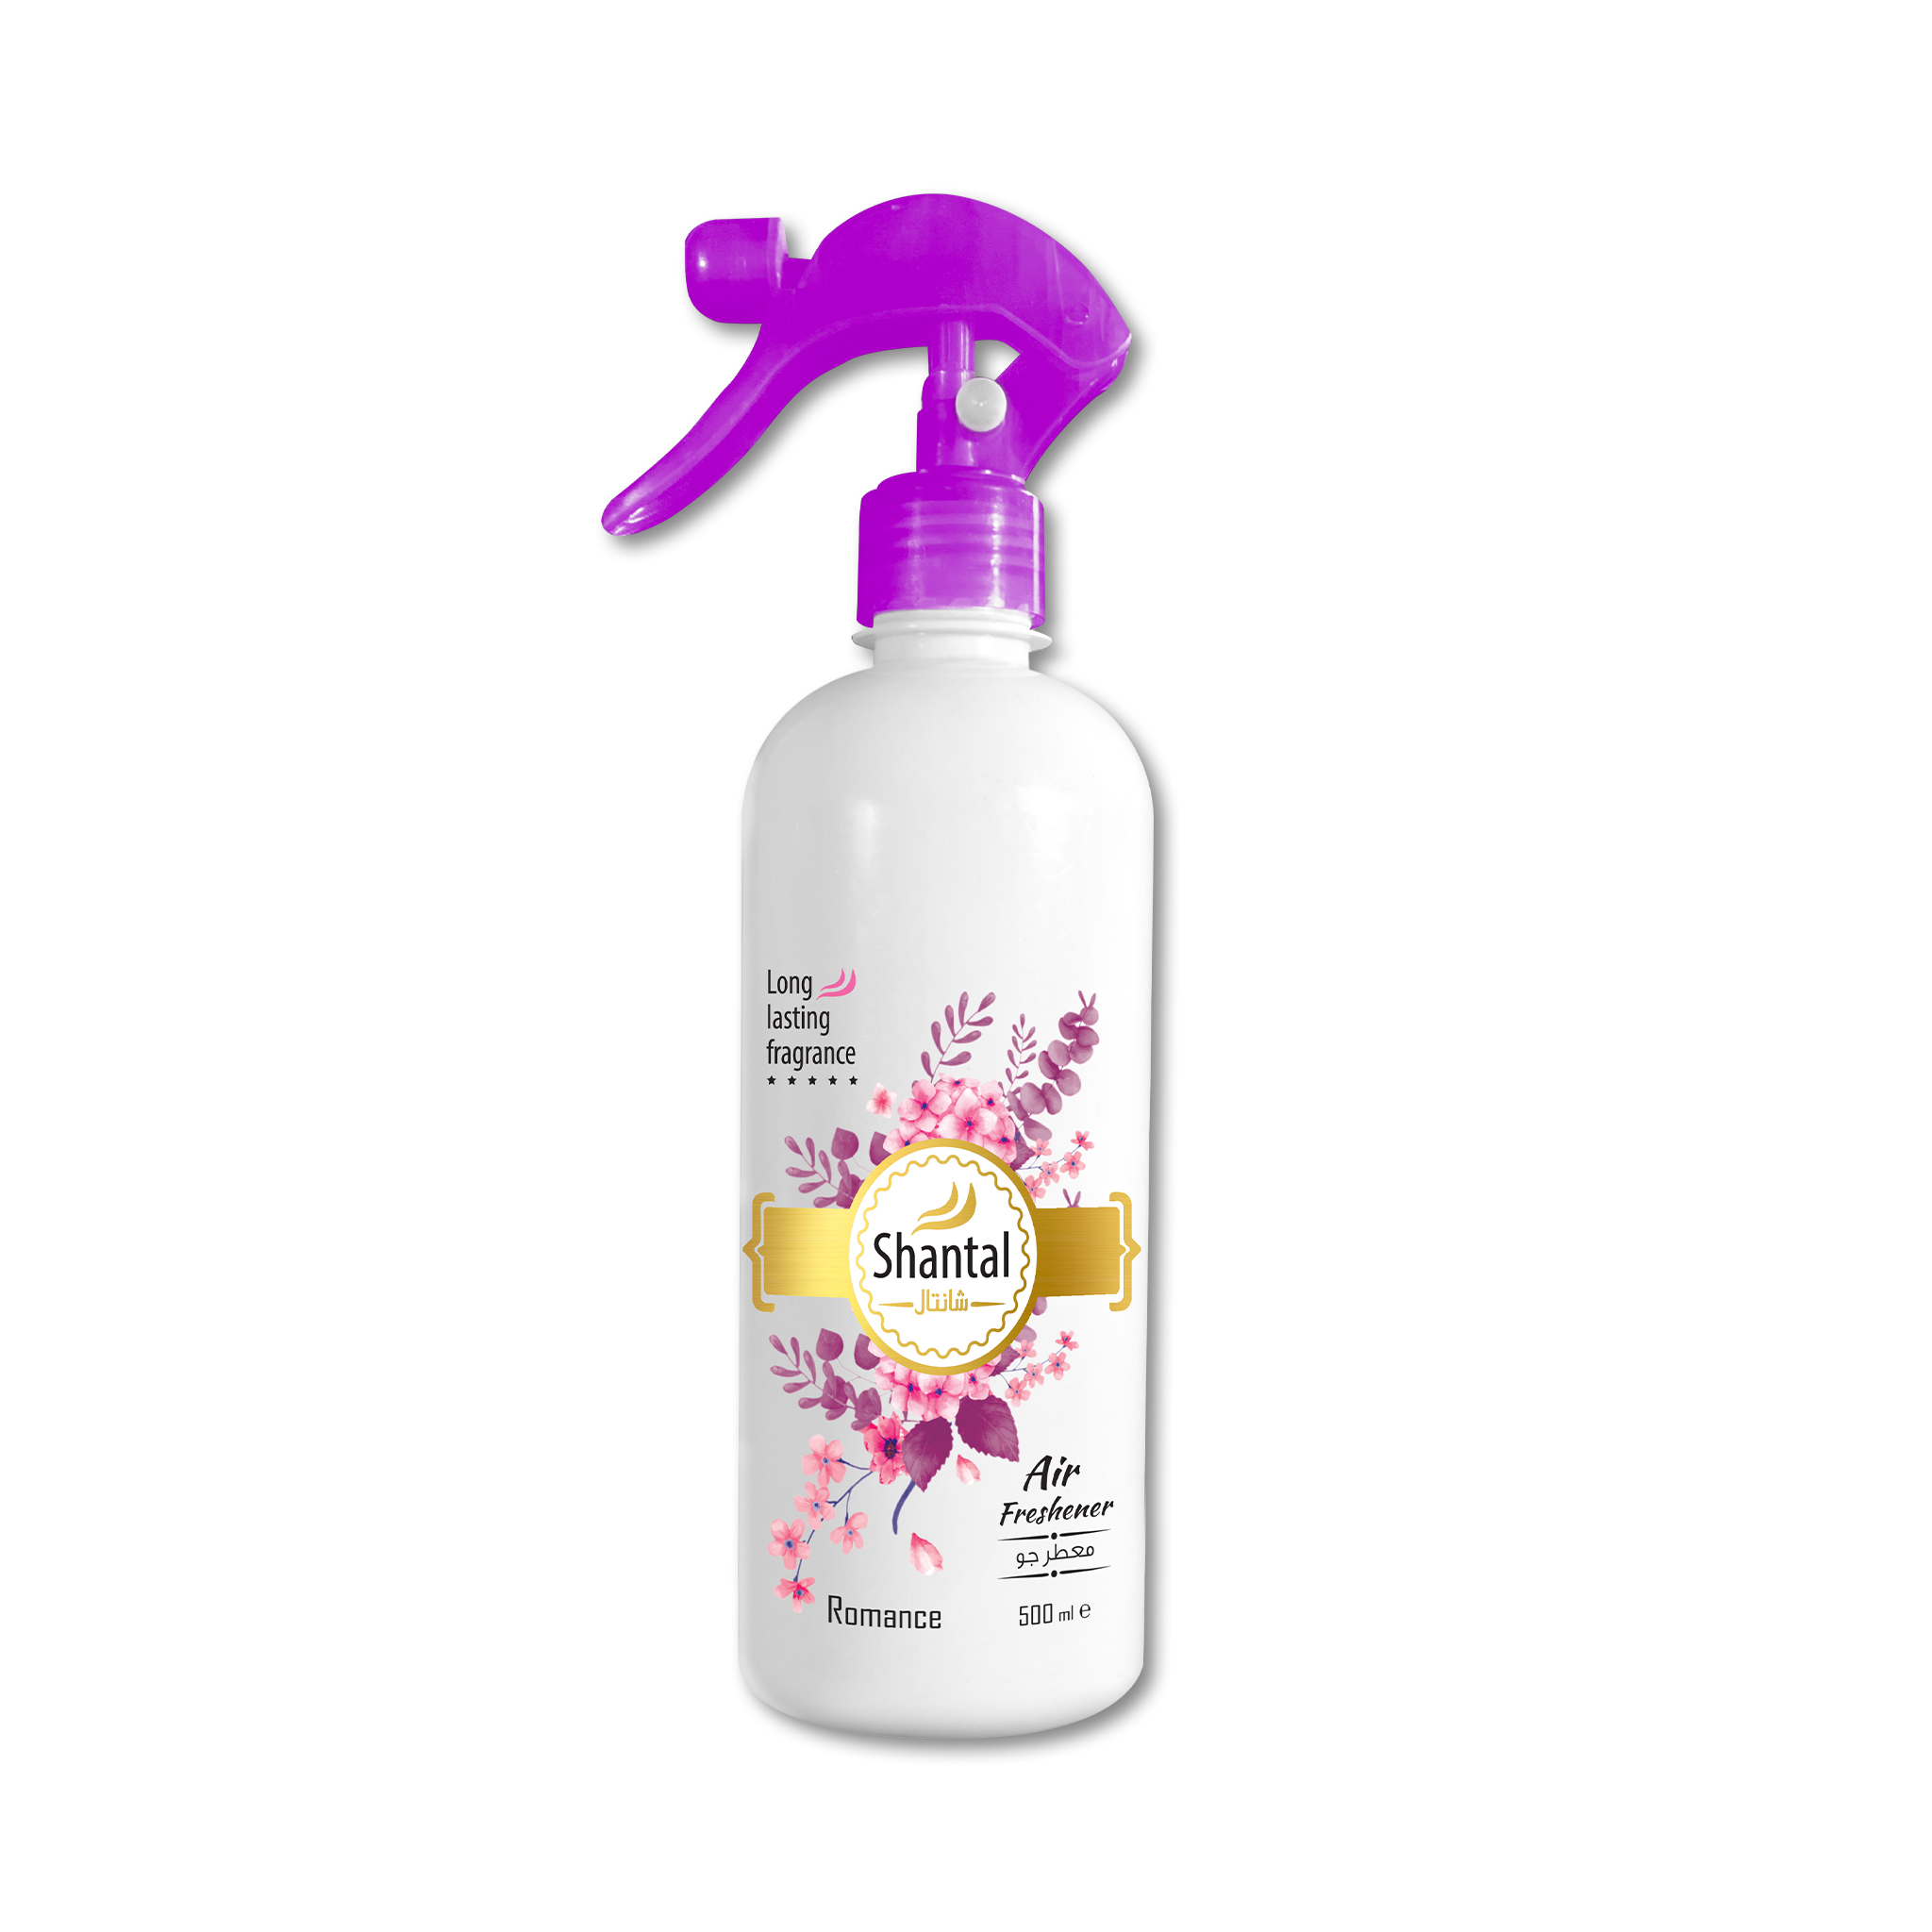 Long
lasting
fragrance
Shantal
شانتال
Air
Freshener
معطر جو
Romance
500 ml e